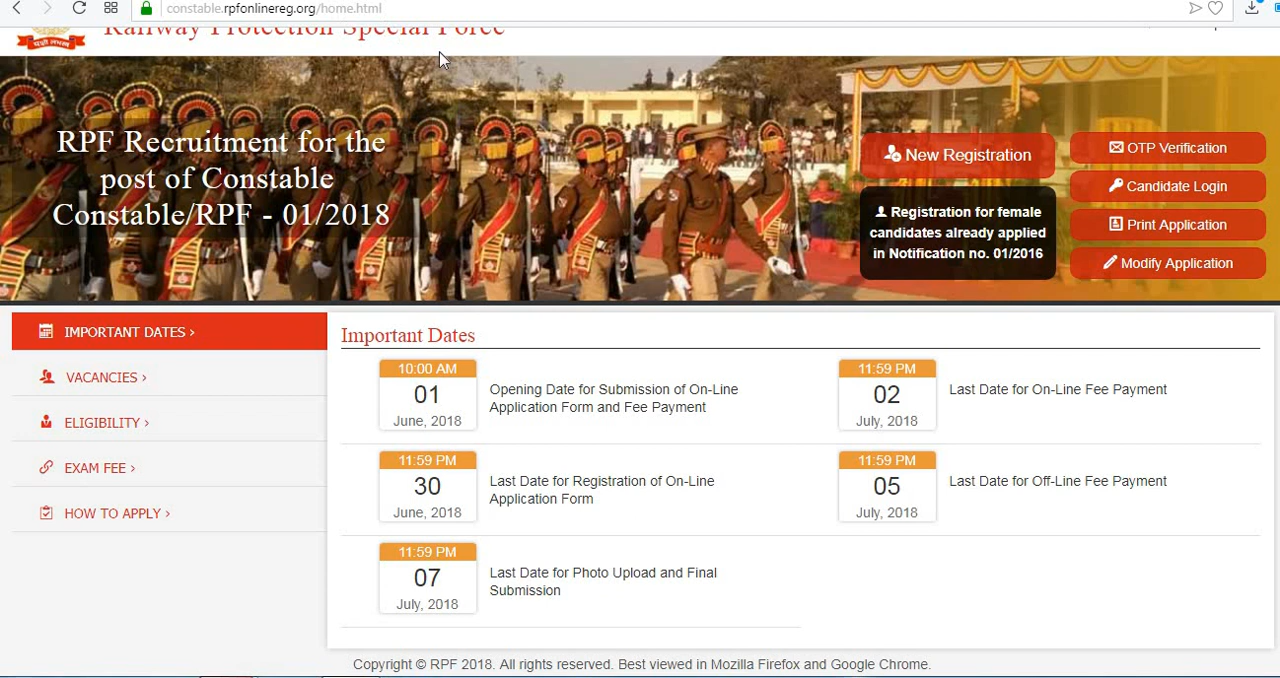 constable.rpfonlinereg.org/home.html
Railway Protection Special Force
RPF Recruitment for the
post of Constable
Constable/RPF - 01/2018
New Registration
Registration for female
candidates already applied
in Notification no. 01/2016
OTP Verification
Candidate Login
Print Application
Modify Application
IMPORTANT DATES ›
VACANCIES ›
ELIGIBILITY ›
EXAM FEE ›
HOW TO APPLY ›
Important Dates
10:00 AM
01
June, 2018
Opening Date for Submission of On-Line
Application Form and Fee Payment
11:59 PM
02
July, 2018
Last Date for On-Line Fee Payment
11:59 PM
30
June, 2018
Last Date for Registration of On-Line
Application Form
11:59 PM
05
July, 2018
Last Date for Off-Line Fee Payment
11:59 PM
07
July, 2018
Last Date for Photo Upload and Final
Submission
Copyright © RPF 2018. All rights reserved. Best viewed in Mozilla Firefox and Google Chrome.